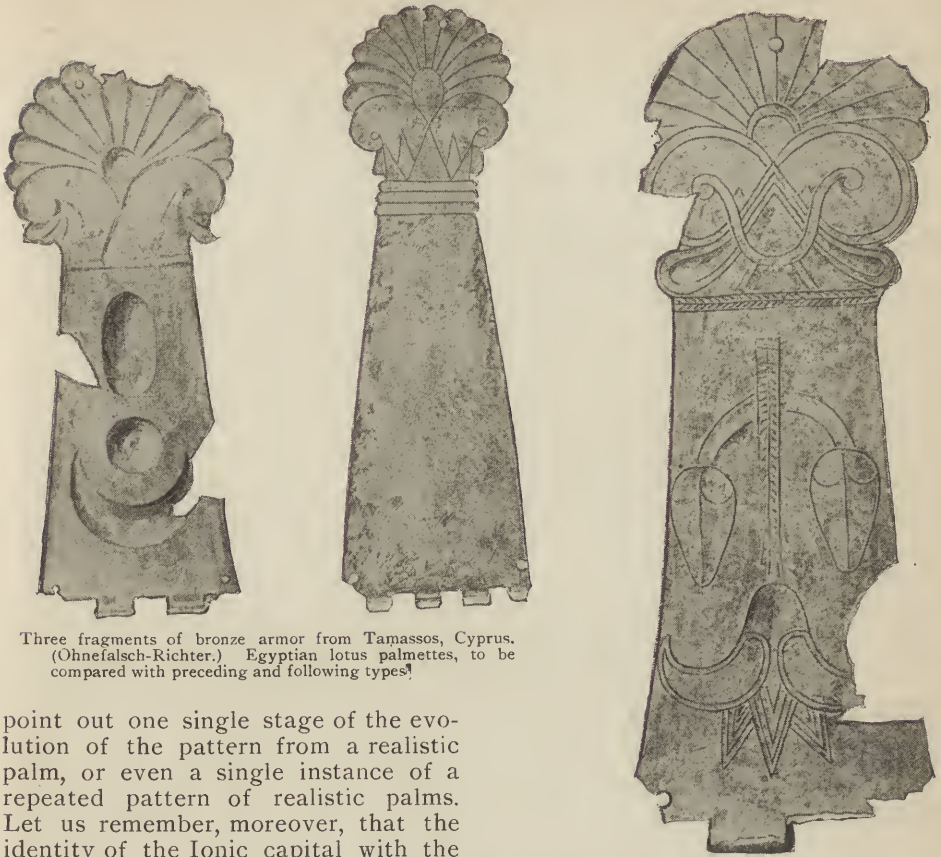 Three fragments of bronze armor from Tamassos, Cyprus.
(Ohnefalsch-Richter.) Egyptian lotus palmettes, to be
compared with preceding and following types
point out one single stage of the evo-
lution of the pattern from a realistic
palm, or even a single instance of a
repeated pattern of realistic palms.
Let us remember, moreover, that the
identity of the Ionic capital with the